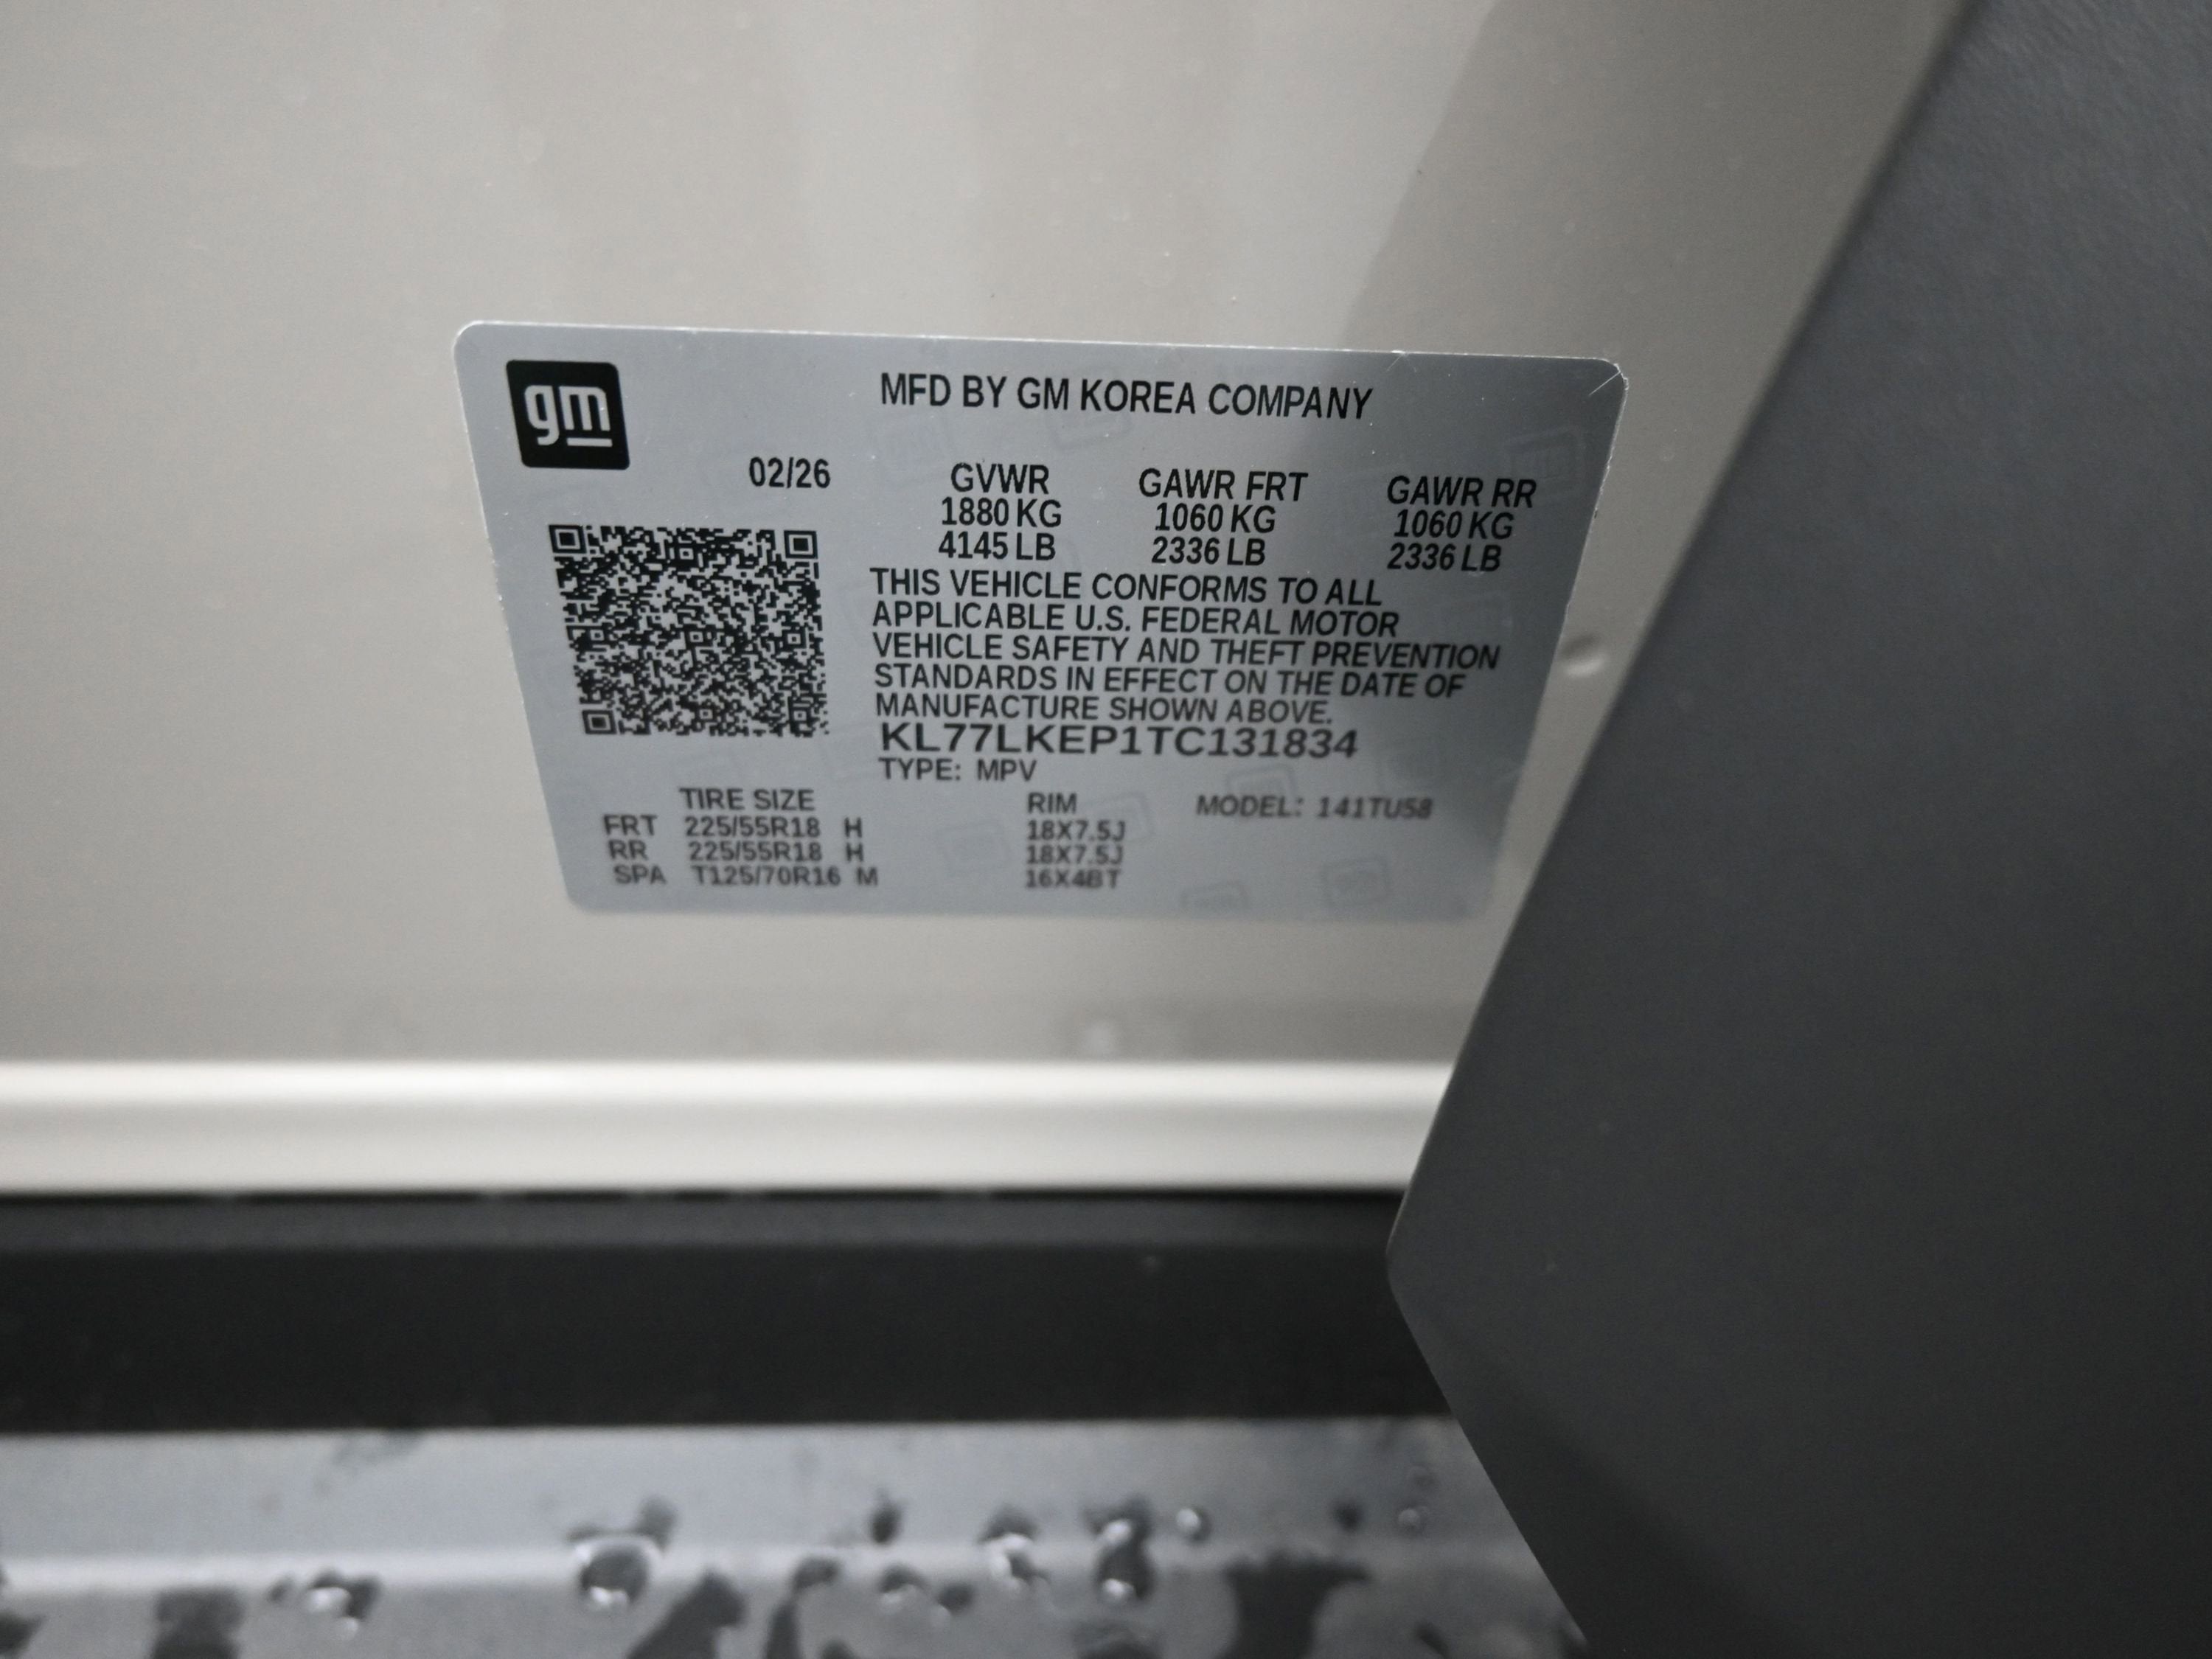 gm
MFD BY GM KOREA COMPANY
02/26 GVWR GAWR FRT GAWR RR
1880 KG 1060 KG 1060 KG
4145 LB 2336 LB 2336 LB
THIS VEHICLE CONFORMS TO ALL
APPLICABLE U.S. FEDERAL MOTOR
VEHICLE SAFETY AND THEFT PREVENTION
STANDARDS IN EFFECT ON THE DATE OF
MANUFACTURE SHOWN ABOVE.
KL77LKEP1TC131834
TYPE: MPV
TIRE SIZE RIM MODEL: 141TU58
FRT 225/55R18 H 18X7.5J
RR 225/55R18 H 18X7.5J
SPA T125/70R16 M 16X4BT